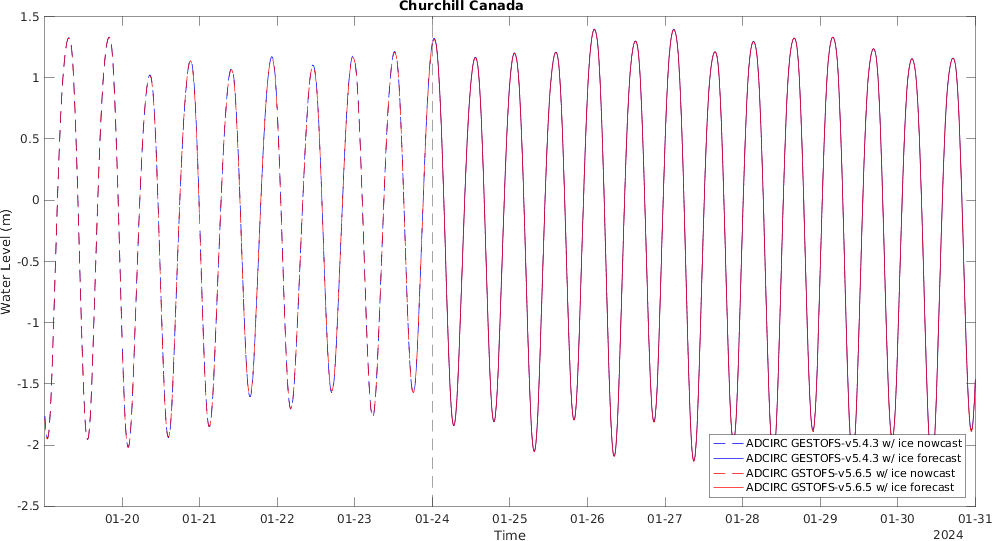 Churchill Canada
1.5
1
0.5
0
-0.5
-1
-1.5
-2
-2.5
Water Level (m)
ADCIRC GESTOFS-v5.4.3 w/ ice nowcast
ADCIRC GESTOFS-v5.4.3 w/ ice forecast
ADCIRC GSTOFS-v5.6.5 w/ ice nowcast
ADCIRC GSTOFS-v5.6.5 w/ ice forecast
01-20 01-21 01-22 01-23 01-24 01-25 01-26 01-27 01-28 01-29 01-30 01-31
Time
2024